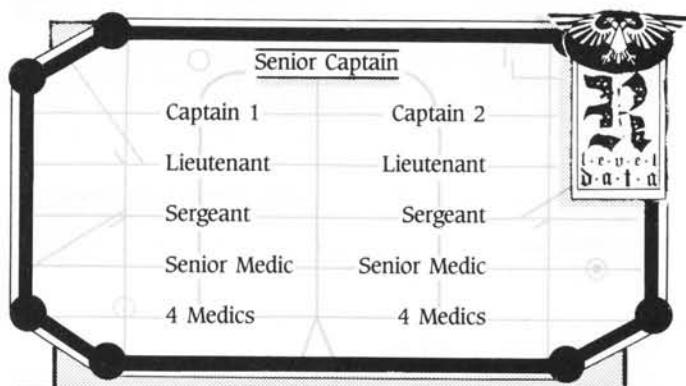 Senior Captain
Captain 1 Captain 2
Lieutenant Lieutenant
Sergeant Sergeant
Senior Medic Senior Medic
4 Medics 4 Medics
l·e·v·e·l
d·a·t·a